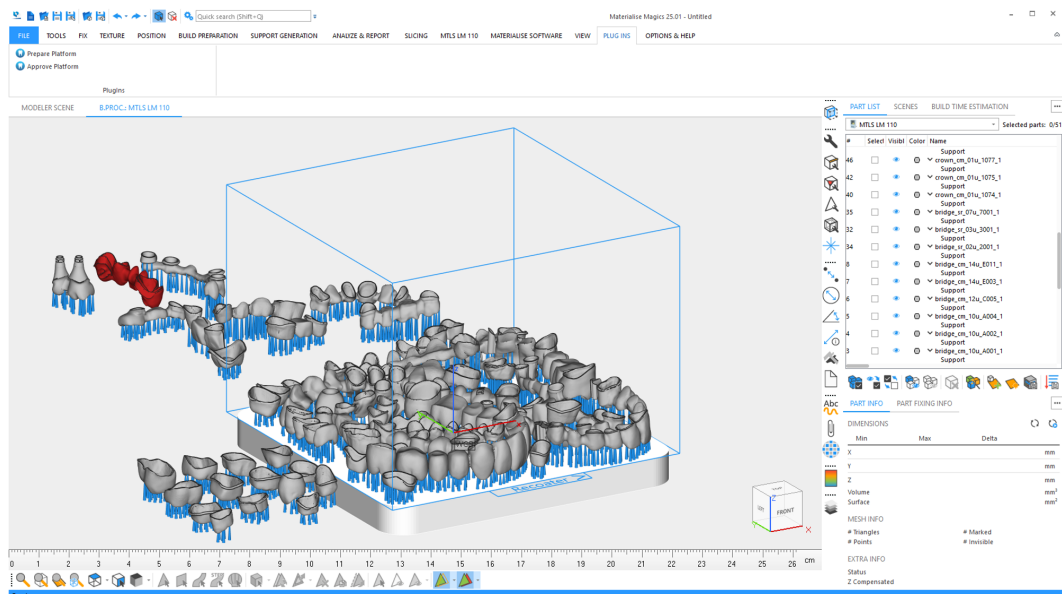 Quick search (Shift+Q)
Materialise Magics 25.01 - Untitled
FILE TOOLS FIX TEXTURE POSITION BUILD PREPARATION SUPPORT GENERATION ANALYZE & REPORT SLICING MTLS LM 110 MATERIALISE SOFTWARE VIEW PLUG INS OPTIONS & HELP
Prepare Platform
Approve Platform
Plugins
MODELER SCENE B.PROC.: MTLS LM 110
PART LIST SCENES BUILD TIME ESTIMATION
MTLS LM 110 Selected parts: 0/51
# Select Visibl Color Name
Support
46 crown_cm_01u_1077_1
Support
42 crown_cm_01u_1075_1
Support
40 crown_cm_01u_1074_1
Support
35 bridge_sr_07u_7001_1
Support
32 bridge_sr_03u_3001_1
Support
34 bridge_sr_02u_2001_1
Support
8 bridge_cm_14u_E011_1
Support
7 bridge_cm_14u_E003_1
Support
6 bridge_cm_12u_C005_1
Support
5 bridge_cm_10u_A004_1
Support
4 bridge_cm_10u_A002_1
Support
3 bridge_cm_10u_A001_1
Support
Abc
PART INFO PART FIXING INFO
DIMENSIONS
Min Max Delta
X mm
Y mm
Z mm
Volume mm³
Surface mm²
MESH INFO
# Triangles # Marked
# Points # Invisible
EXTRA INFO
Status
Z Compensated
Recoater
Z
FRONT
X
0 1 2 3 4 5 6 7 8 9 10 11 12 13 14 15 16 17 18 19 20 21 22 23 24 25 26 cm